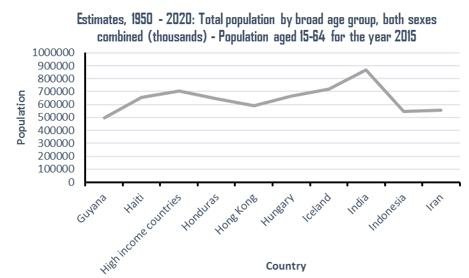 Estimates, 1950 - 2020: Total population by broad age group, both sexes
combined (thousands) - Population aged 15-64 for the year 2015
1000000
900000
800000
700000
600000
500000
400000
300000
200000
100000
0
Population
Guyana
Haiti
High income countries
Honduras
Hong Kong
Hungary
Iceland
India
Indonesia
Iran
Country